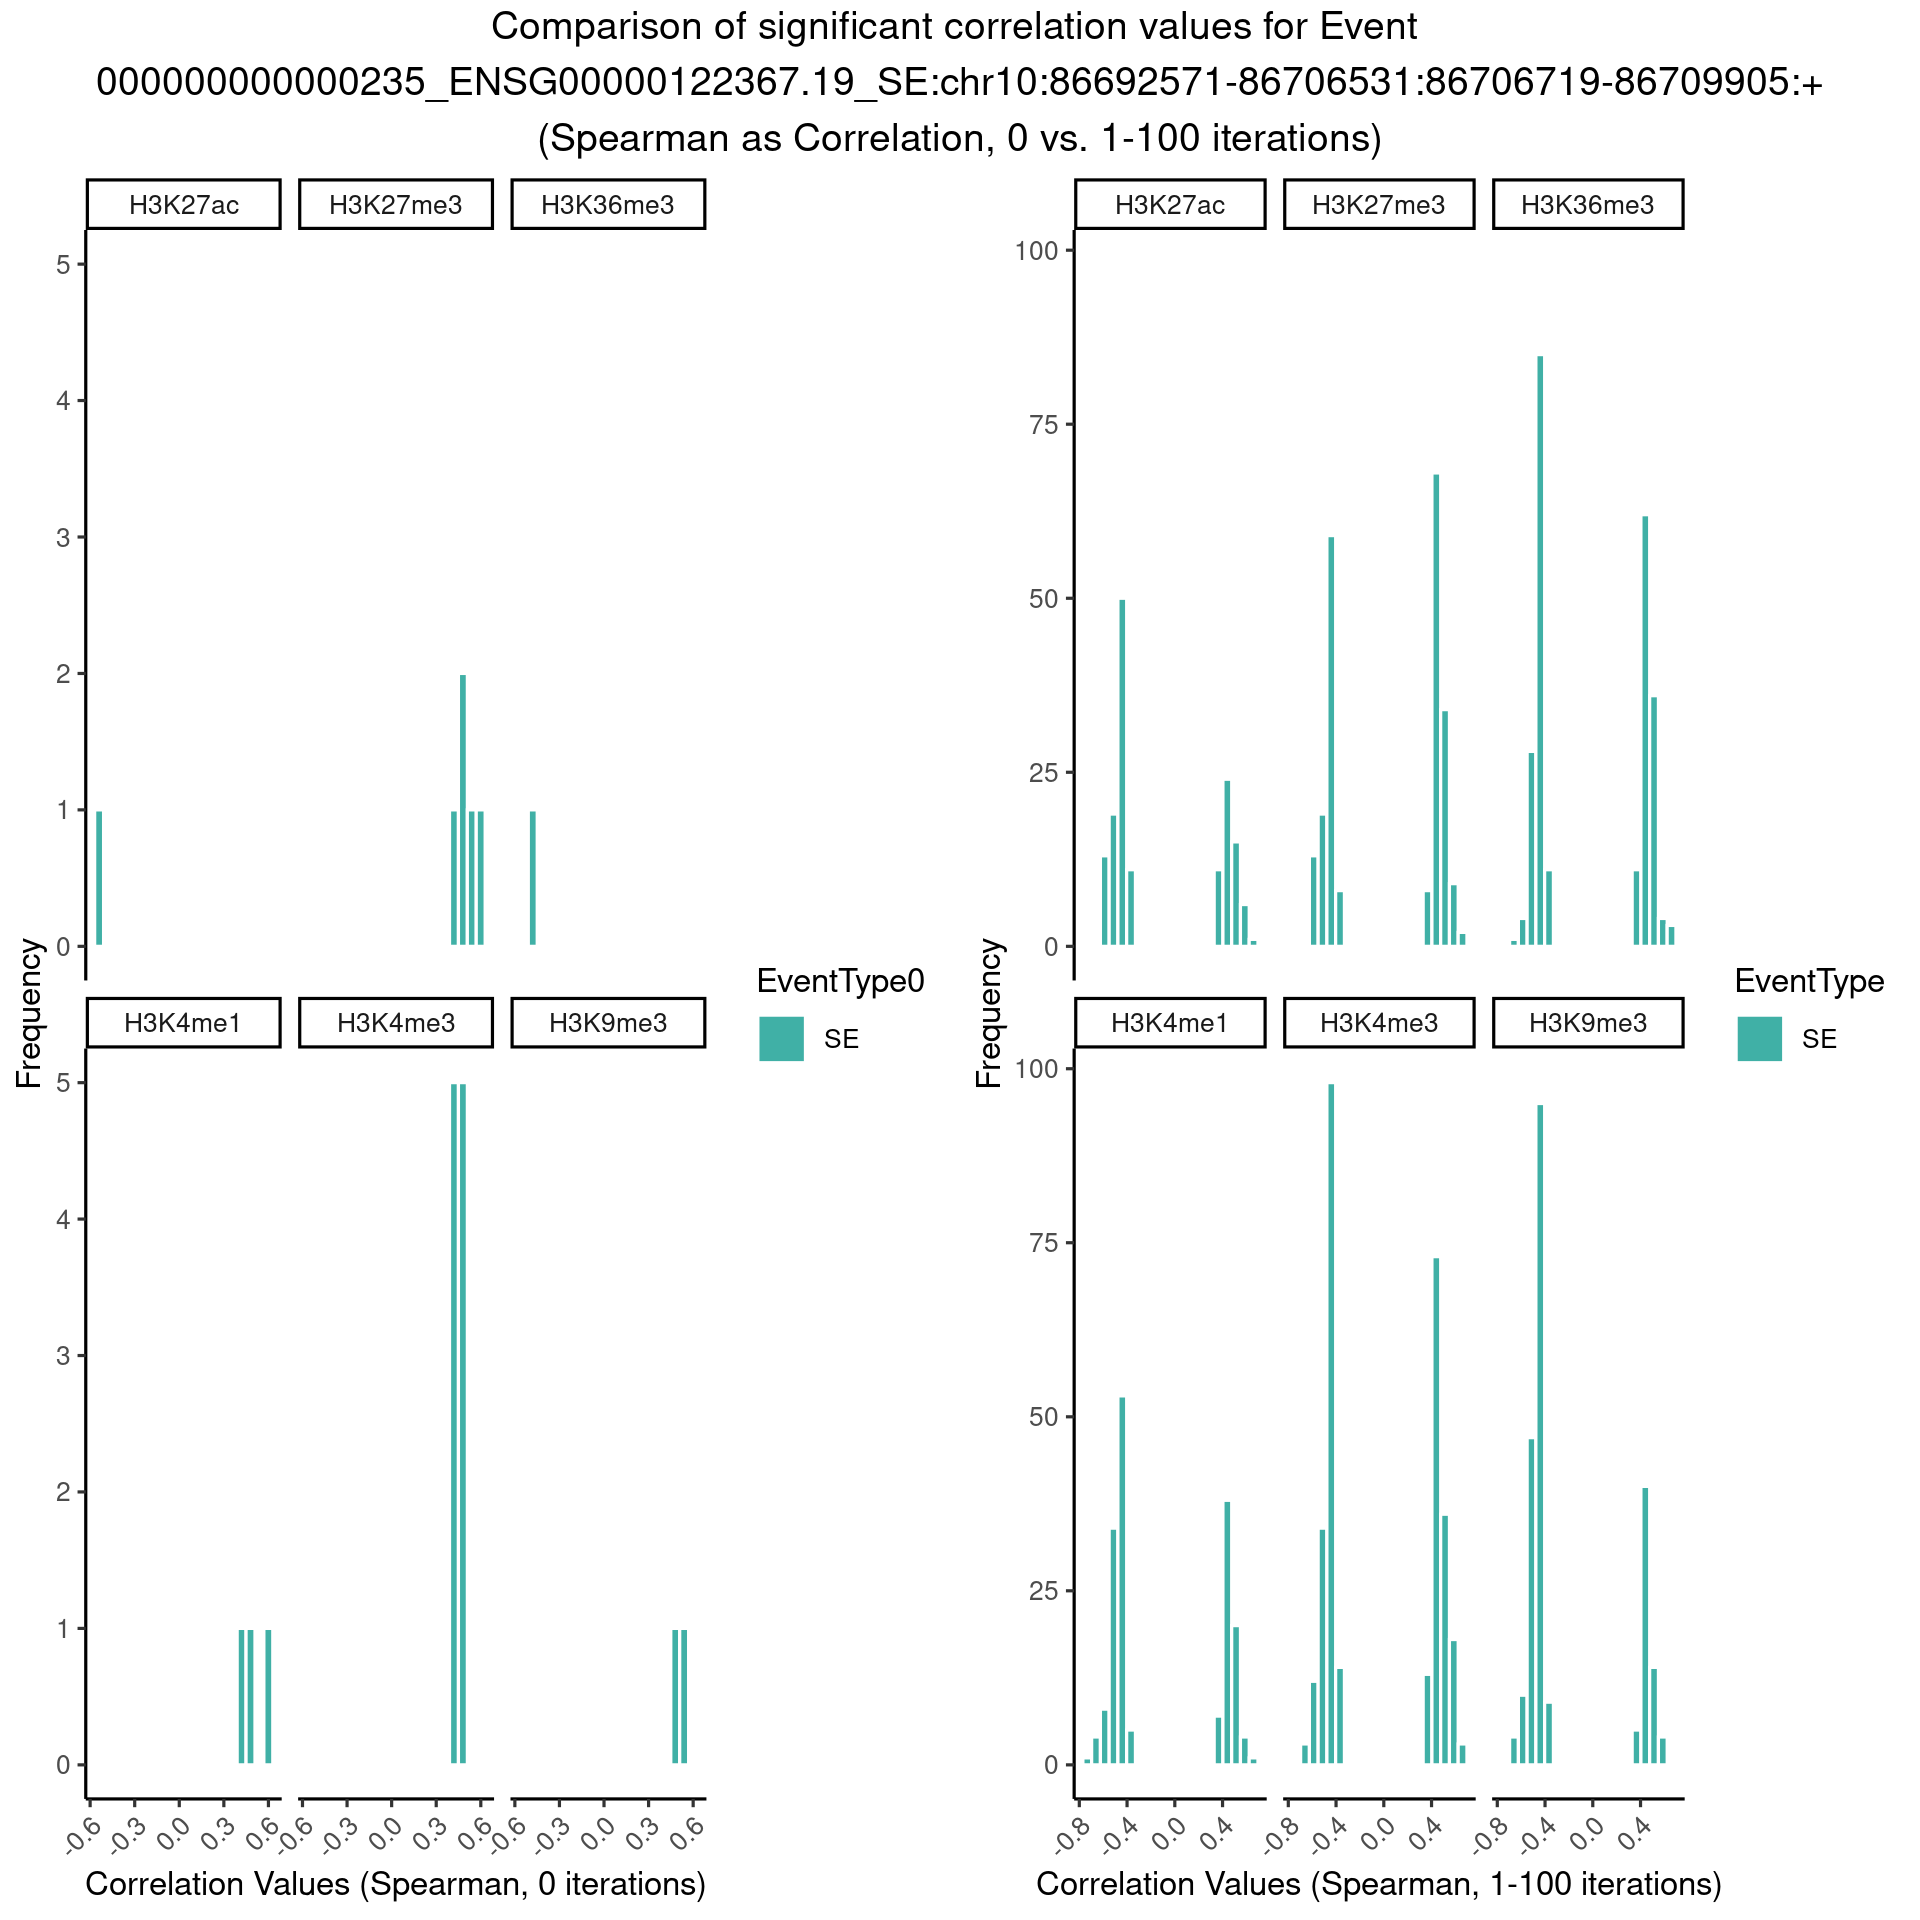 Comparison of significant correlation values for Event
000000000000235_ENSG00000122367.19_SE:chr10:86692571-86706531:86706719-86709905:+
(Spearman as Correlation, 0 vs. 1-100 iterations)
H3K27ac H3K27me3 H3K36me3
5
4
3
2
1
0
H3K4me1 H3K4me3 H3K9me3
5
4
3
2
1
0
-0.6 -0.3 0.0 0.3 0.6 -0.6 -0.3 0.0 0.3 0.6 -0.6 -0.3 0.0 0.3 0.6
Frequency
Correlation Values (Spearman, 0 iterations)
EventType0
SE
H3K27ac H3K27me3 H3K36me3
100
75
50
25
0
H3K4me1 H3K4me3 H3K9me3
100
75
50
25
0
-0.8 -0.4 0.0 0.4 -0.8 -0.4 0.0 0.4 -0.8 -0.4 0.0 0.4
Frequency
Correlation Values (Spearman, 1-100 iterations)
EventType
SE